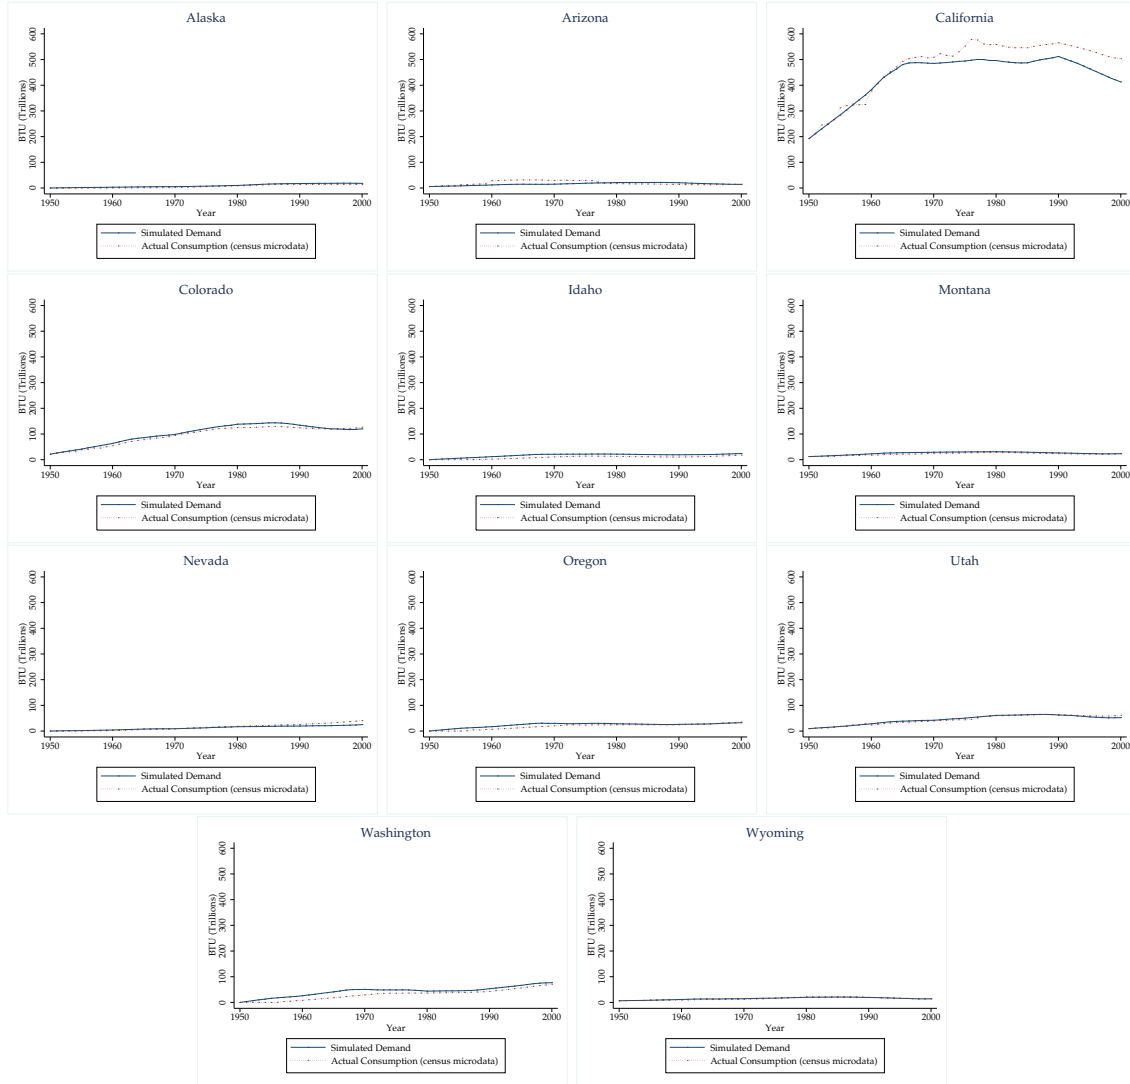 Alaska
BTU (Trillions)
0 100 200 300 400 500 600
1950 1960 1970 1980 1990 2000
Year
Simulated Demand
Actual Consumption (census microdata)
Arizona
BTU (Trillions)
0 100 200 300 400 500 600
1950 1960 1970 1980 1990 2000
Year
Simulated Demand
Actual Consumption (census microdata)
California
BTU (Trillions)
0 100 200 300 400 500 600
1950 1960 1970 1980 1990 2000
Year
Simulated Demand
Actual Consumption (census microdata)
Colorado
BTU (Trillions)
0 100 200 300 400 500 600
1950 1960 1970 1980 1990 2000
Year
Simulated Demand
Actual Consumption (census microdata)
Idaho
BTU (Trillions)
0 100 200 300 400 500 600
1950 1960 1970 1980 1990 2000
Year
Simulated Demand
Actual Consumption (census microdata)
Montana
BTU (Trillions)
0 100 200 300 400 500 600
1950 1960 1970 1980 1990 2000
Year
Simulated Demand
Actual Consumption (census microdata)
Nevada
BTU (Trillions)
0 100 200 300 400 500 600
1950 1960 1970 1980 1990 2000
Year
Simulated Demand
Actual Consumption (census microdata)
Oregon
BTU (Trillions)
0 100 200 300 400 500 600
1950 1960 1970 1980 1990 2000
Year
Simulated Demand
Actual Consumption (census microdata)
Utah
BTU (Trillions)
0 100 200 300 400 500 600
1950 1960 1970 1980 1990 2000
Year
Simulated Demand
Actual Consumption (census microdata)
Washington
BTU (Trillions)
0 100 200 300 400 500 600
1950 1960 1970 1980 1990 2000
Year
Simulated Demand
Actual Consumption (census microdata)
Wyoming
BTU (Trillions)
0 100 200 300 400 500 600
1950 1960 1970 1980 1990 2000
Year
Simulated Demand
Actual Consumption (census microdata)